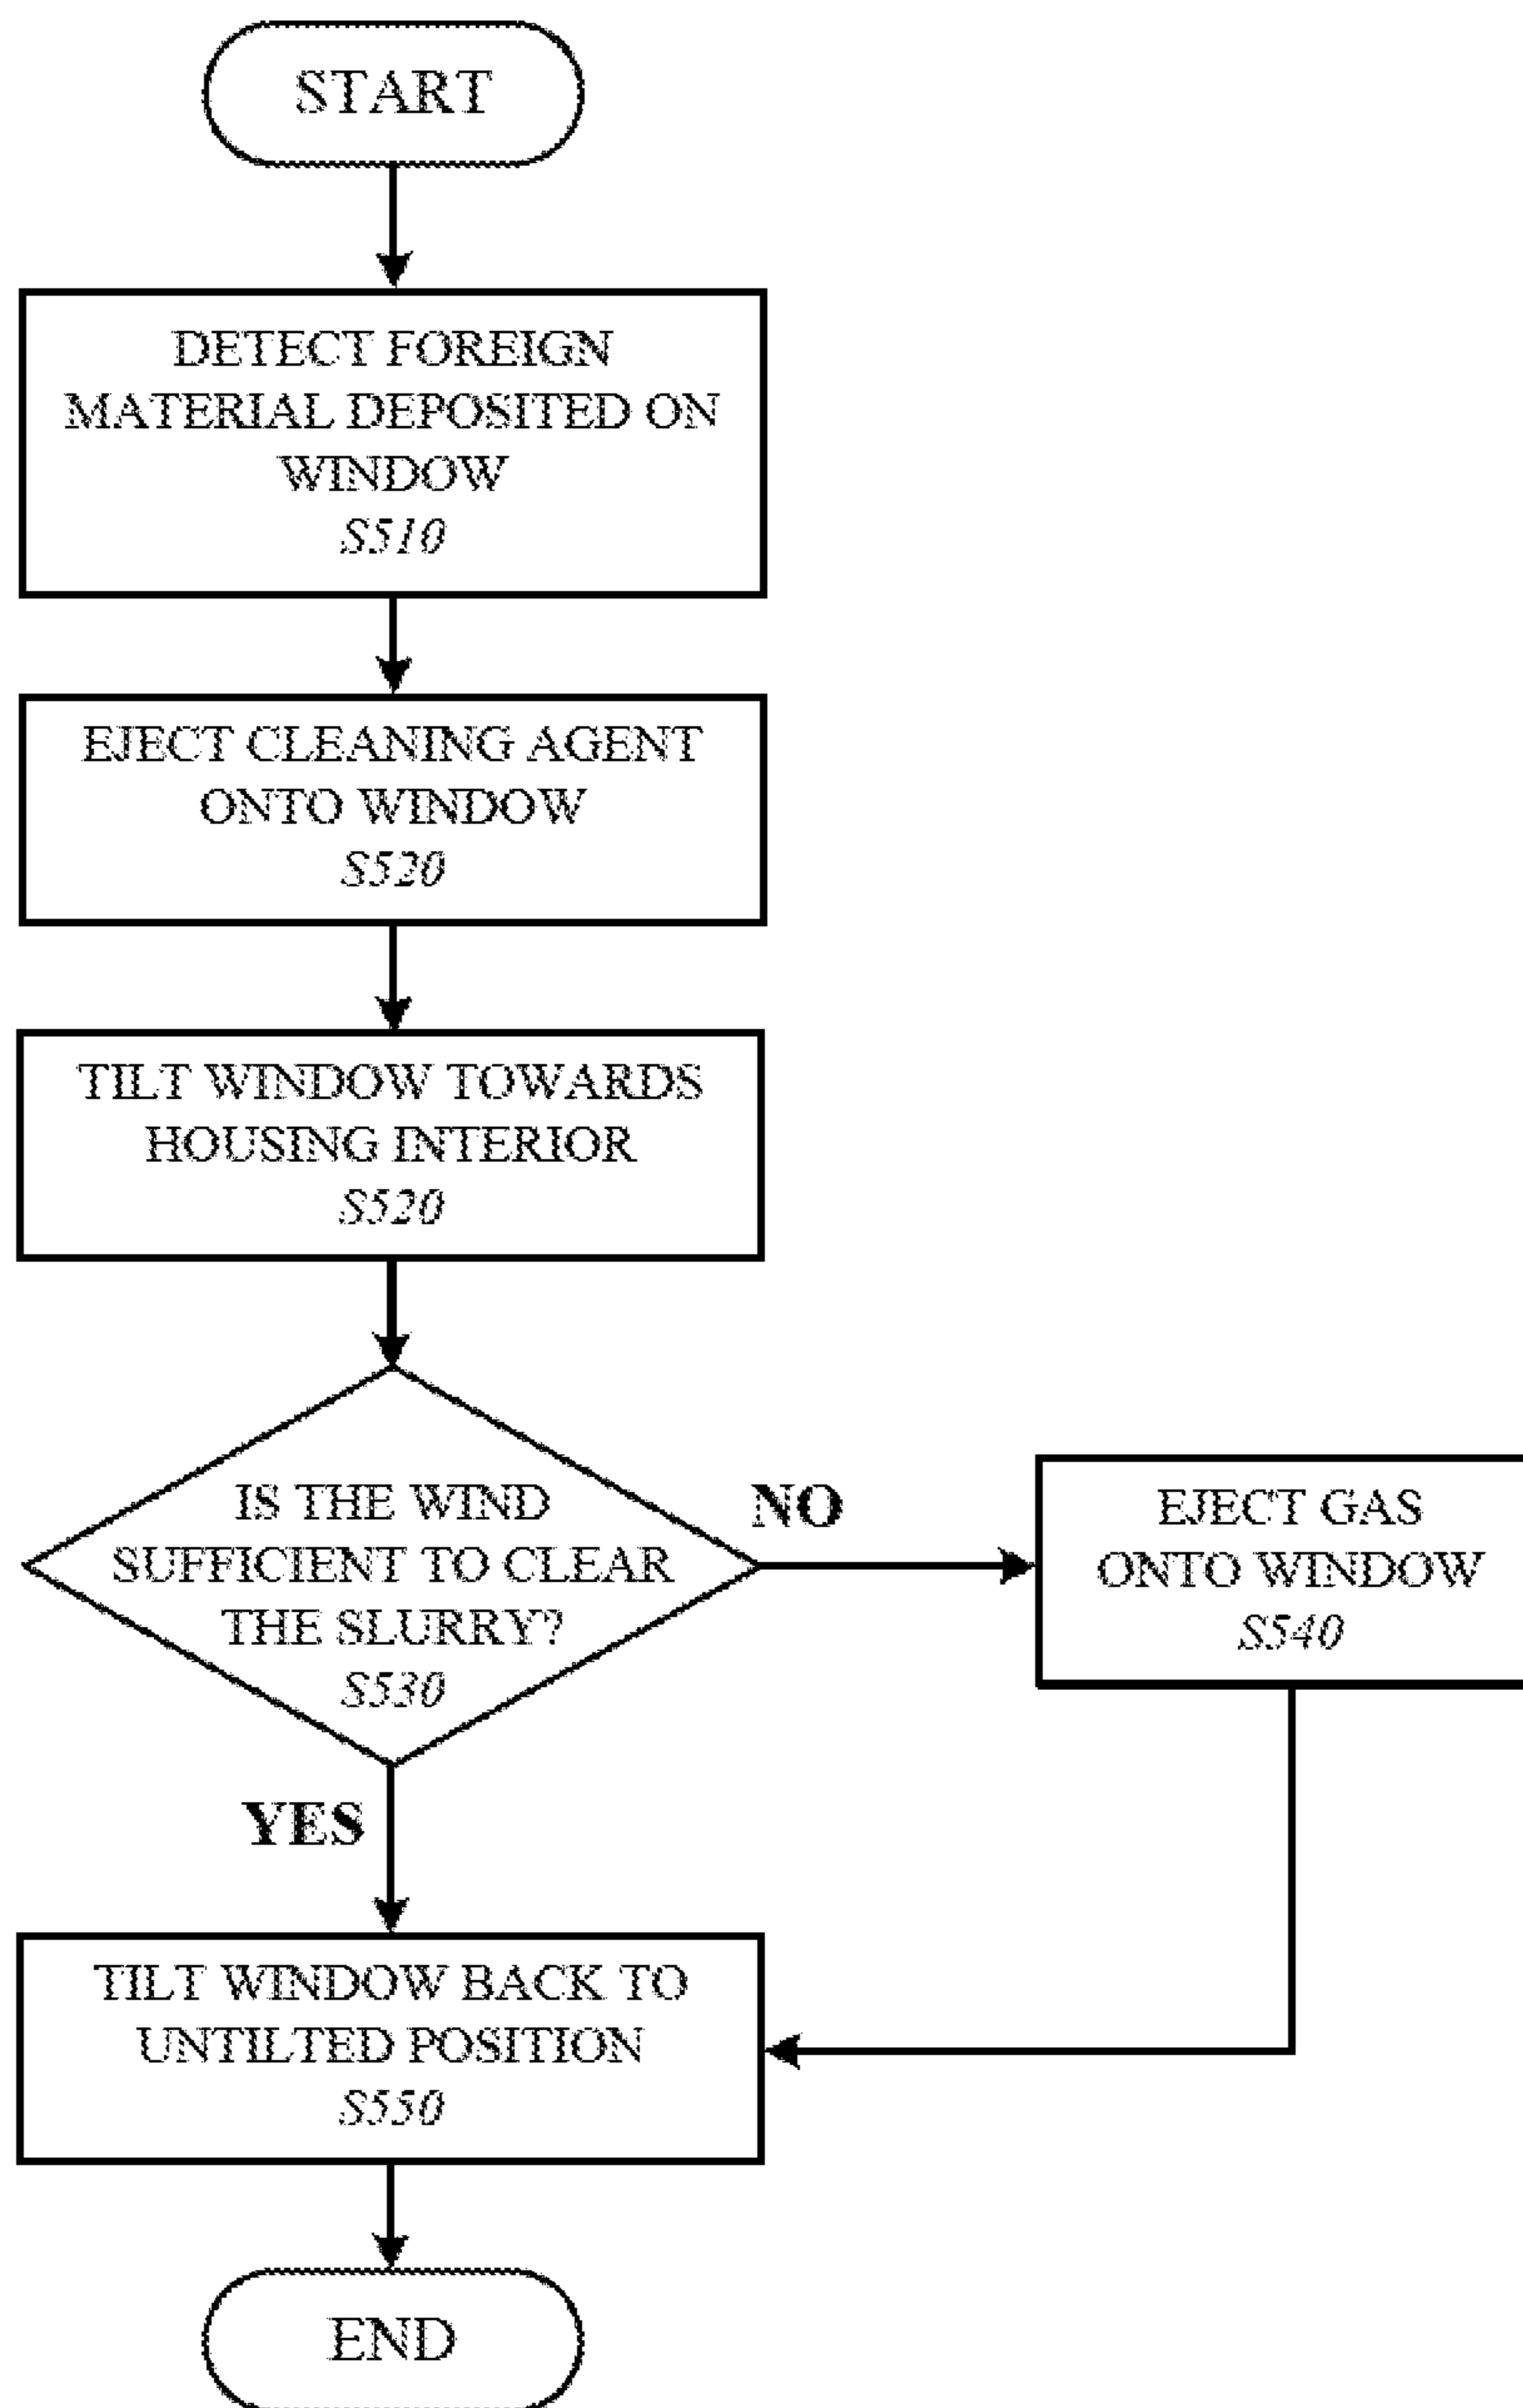 START
DETECT FOREIGN
MATERIAL DEPOSITED ON
WINDOW
S510
EJECT CLEANING AGENT
ONTO WINDOW
S520
TILT WINDOW TOWARDS
HOUSING INTERIOR
S520
IS THE WIND
SUFFICIENT TO CLEAR
THE SLURRY?
S530
NO
EJECT GAS
ONTO WINDOW
S540
YES
TILT WINDOW BACK TO
UNTILTED POSITION
S550
END